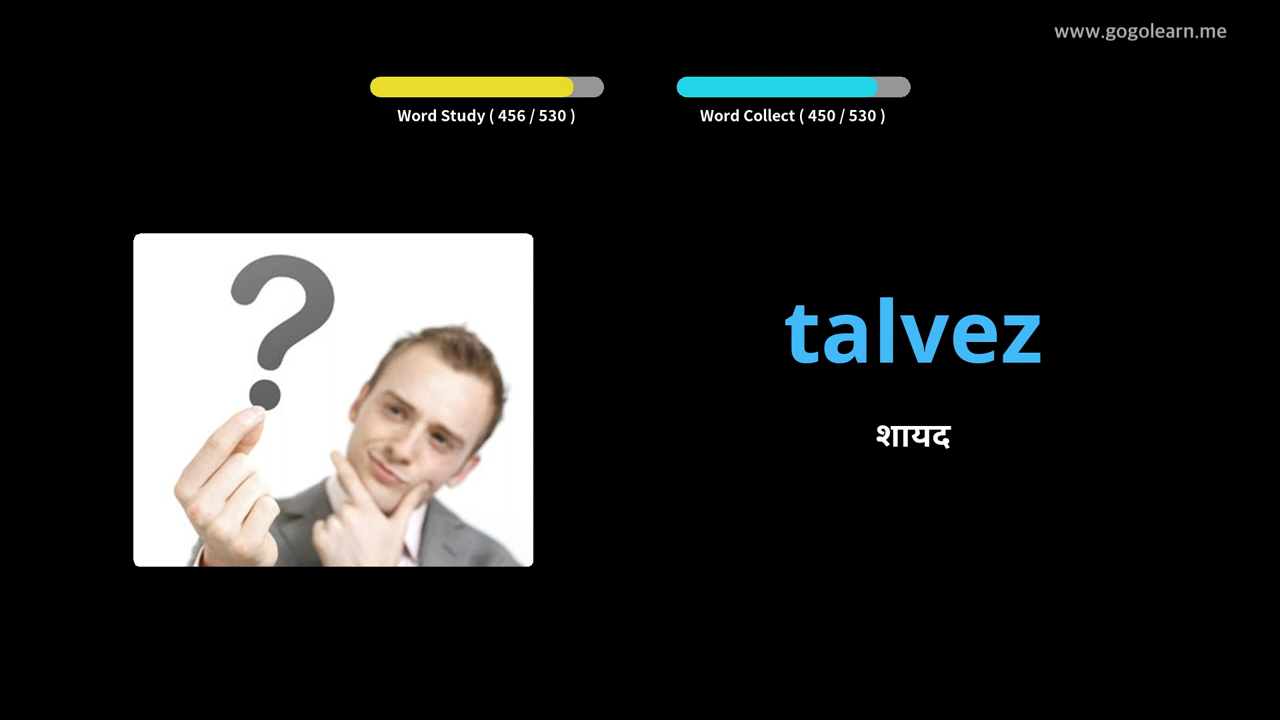 www.gogolearn.me
Word Study ( 456 / 530 )
Word Collect ( 450 / 530 )
?
talvez
शायद